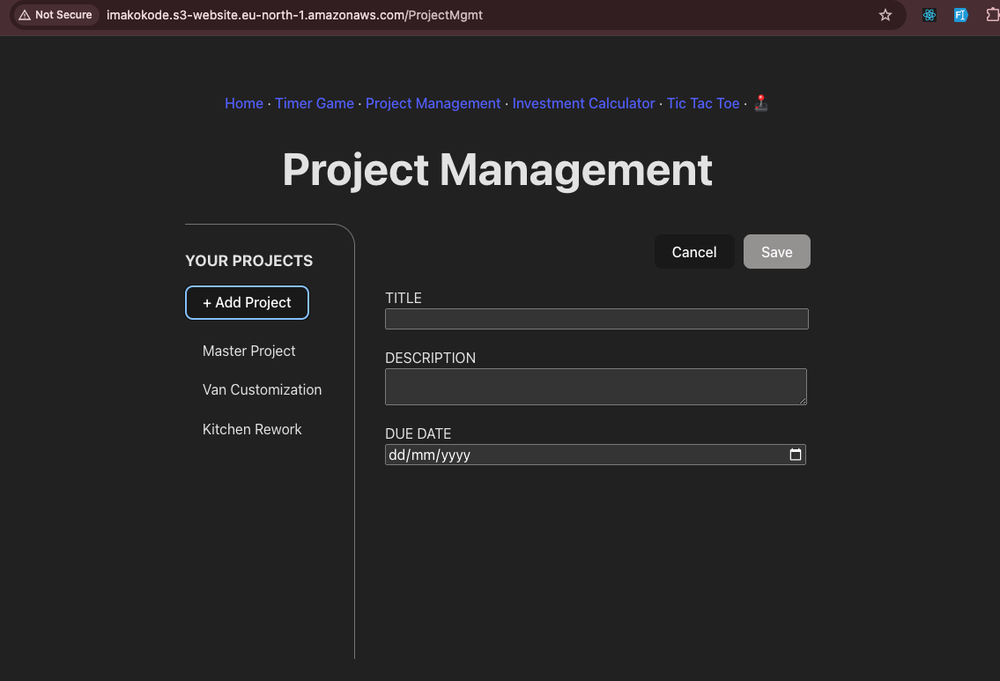 Not Secure imakokode.s3-website.eu-north-1.amazonaws.com/ProjectMgmt
Home · Timer Game · Project Management · Investment Calculator · Tic Tac Toe · 🕹️
Project Management
YOUR PROJECTS
+ Add Project
Master Project
Van Customization
Kitchen Rework
Cancel Save
TITLE
DESCRIPTION
DUE DATE
dd/mm/yyyy